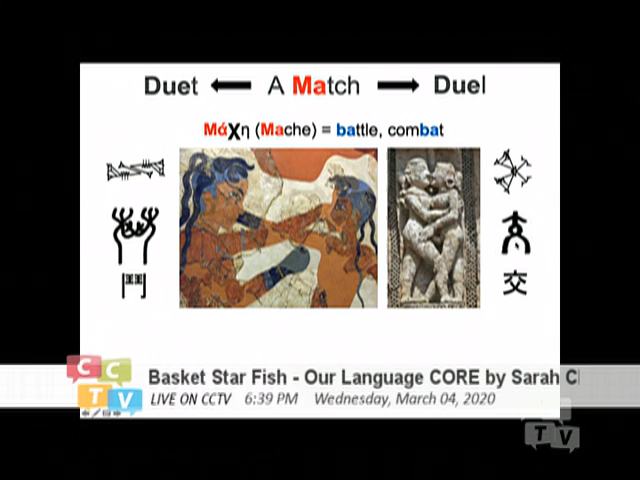 Duet A Match Duel
Μάχη (Mache) = battle, combat
鬥
交
CCTV
Basket Star Fish - Our Language CORE by Sarah C
LIVE ON CCTV 6:39 PM Wednesday, March 04, 2020
TV